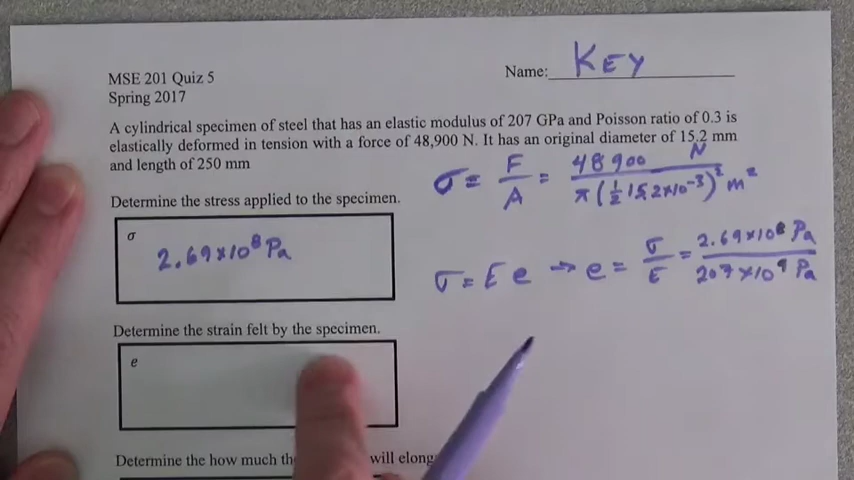 MSE 201 Quiz 5
Spring 2017
Name: KEY
A cylindrical specimen of steel that has an elastic modulus of 207 GPa and Poisson ratio of 0.3 is
elastically deformed in tension with a force of 48,900 N. It has an original diameter of 15.2 mm
and length of 250 mm
σ = F/A = 48900 N / π(½ 15.2×10⁻³)² m²
Determine the stress applied to the specimen.
σ
2.69×10⁸ Pa
σ = E e → e = σ/E = 2.69×10⁸ Pa / 207×10⁹ Pa
Determine the strain felt by the specimen.
e
Determine the how much the will elong